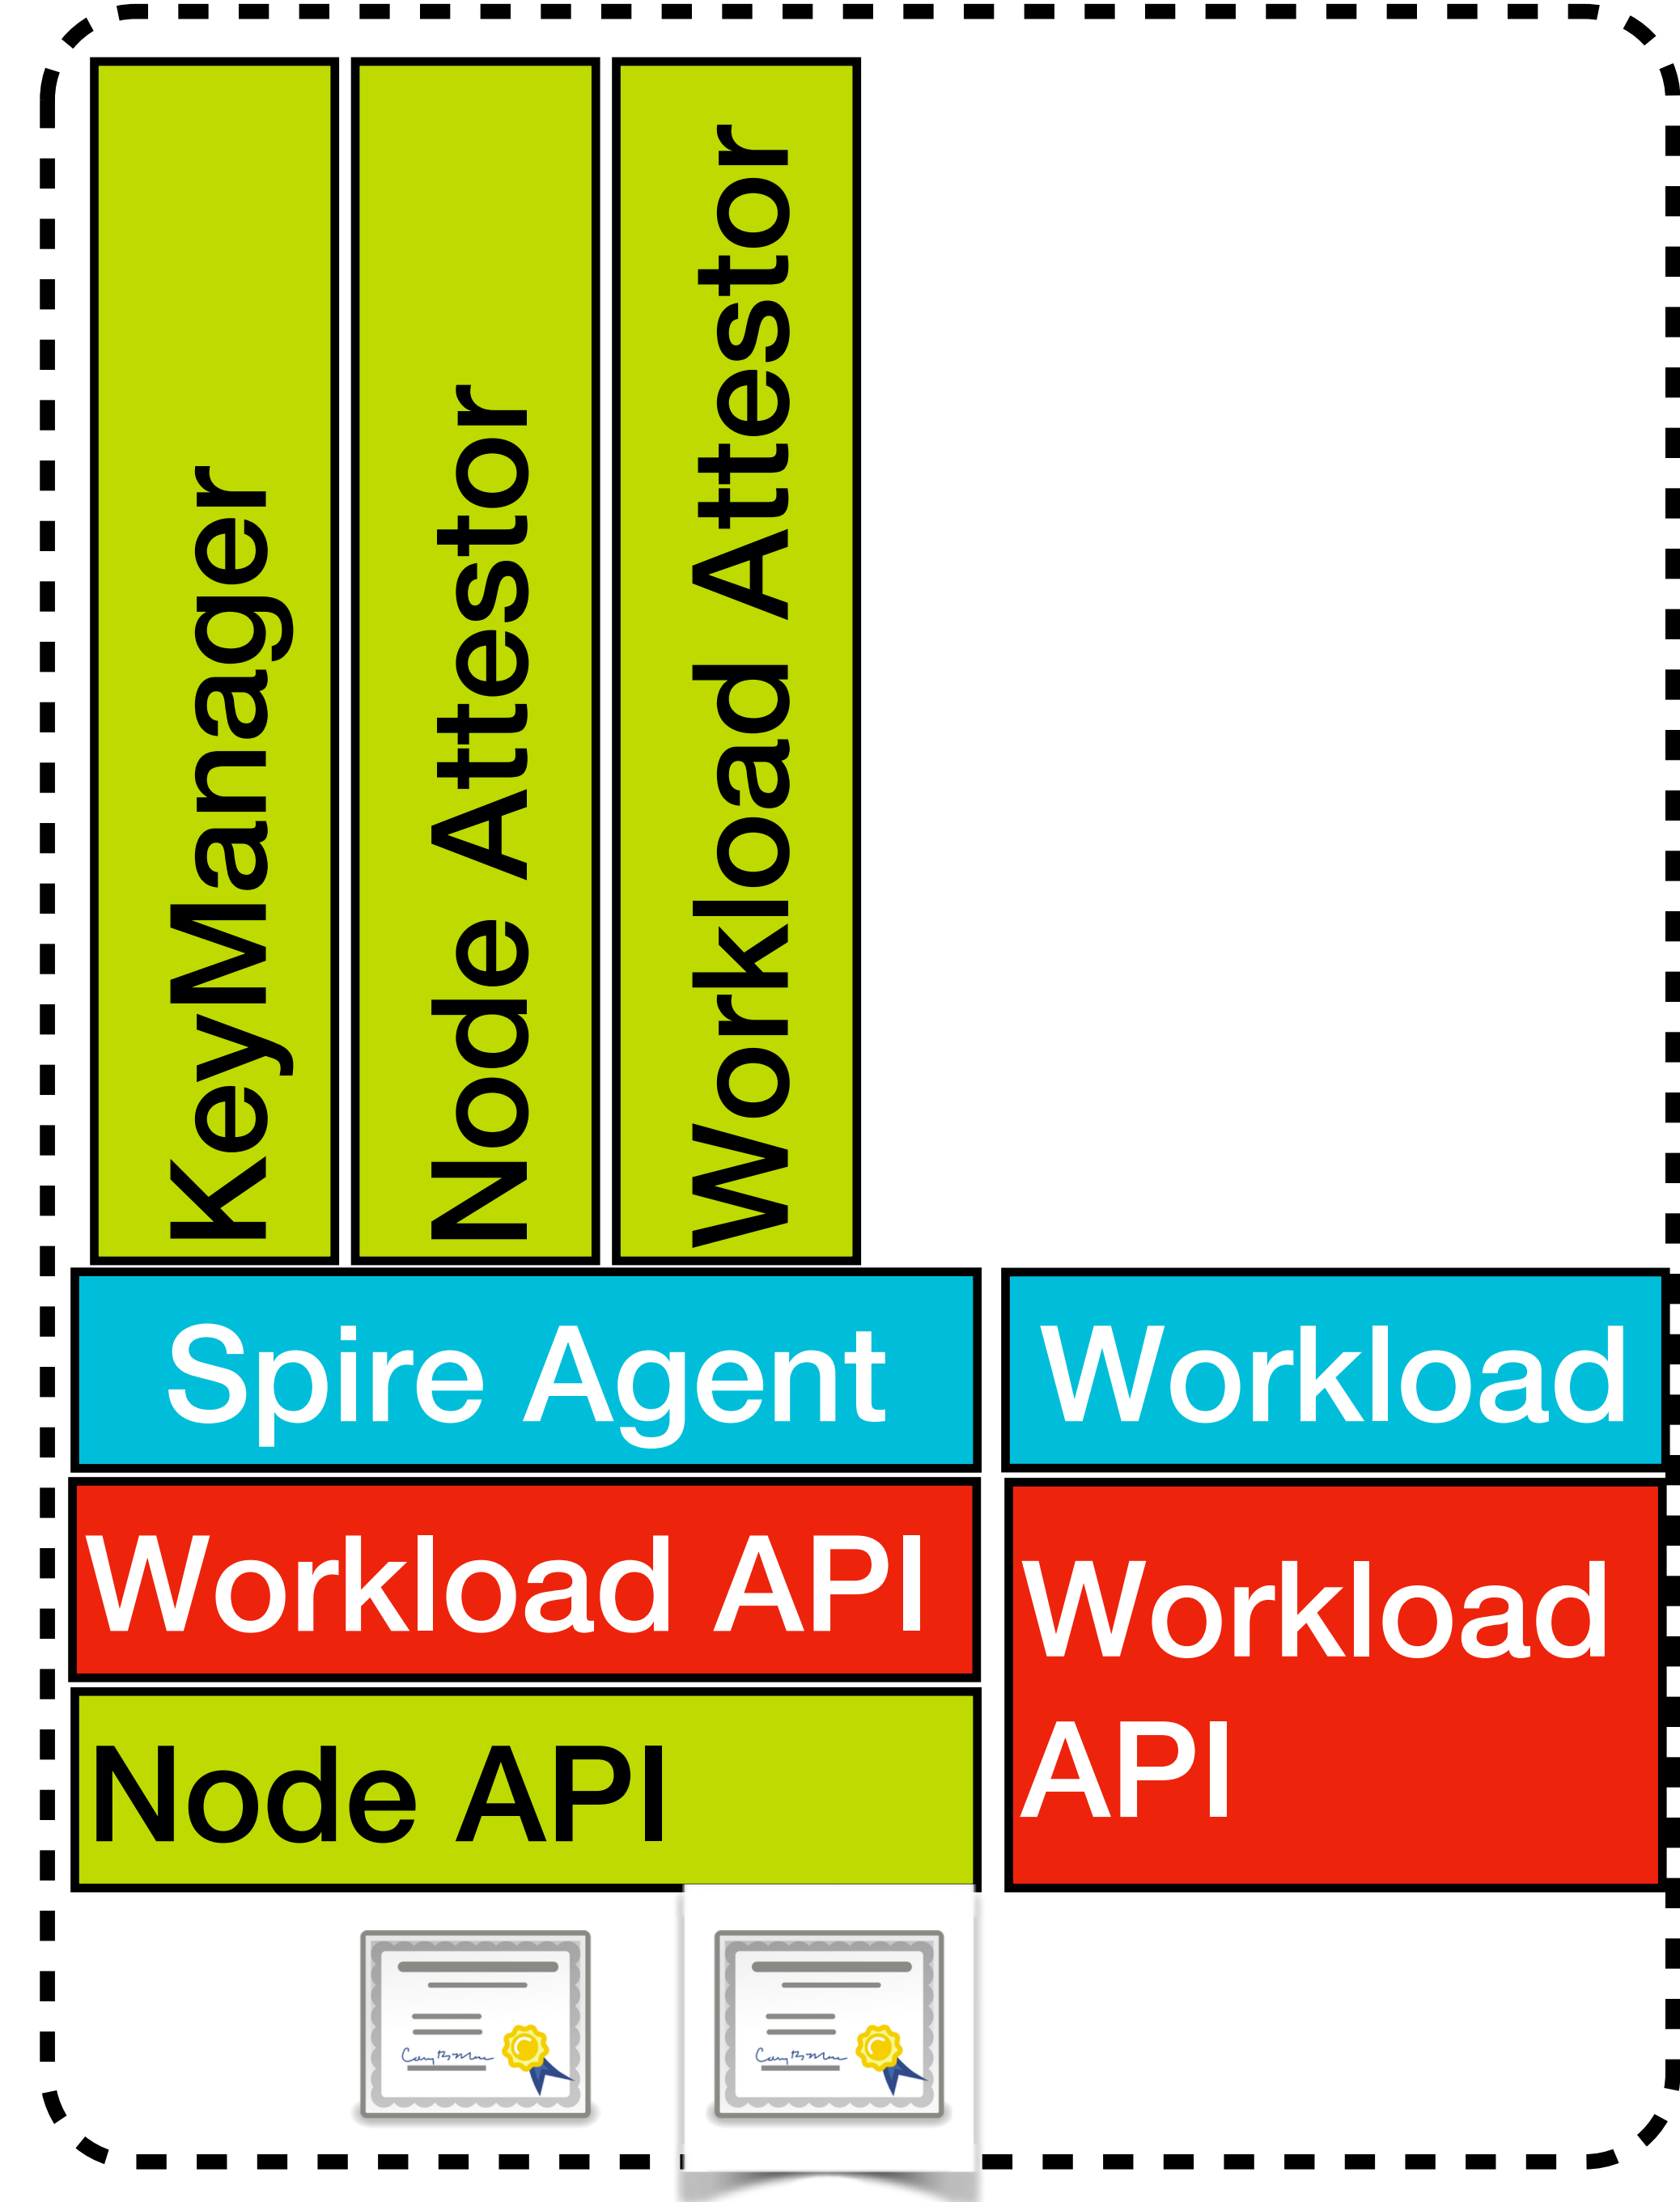 KeyManager
Node Attestor
Workload Attestor
Spire Agent
Workload
Workload API
Workload
API
Node API